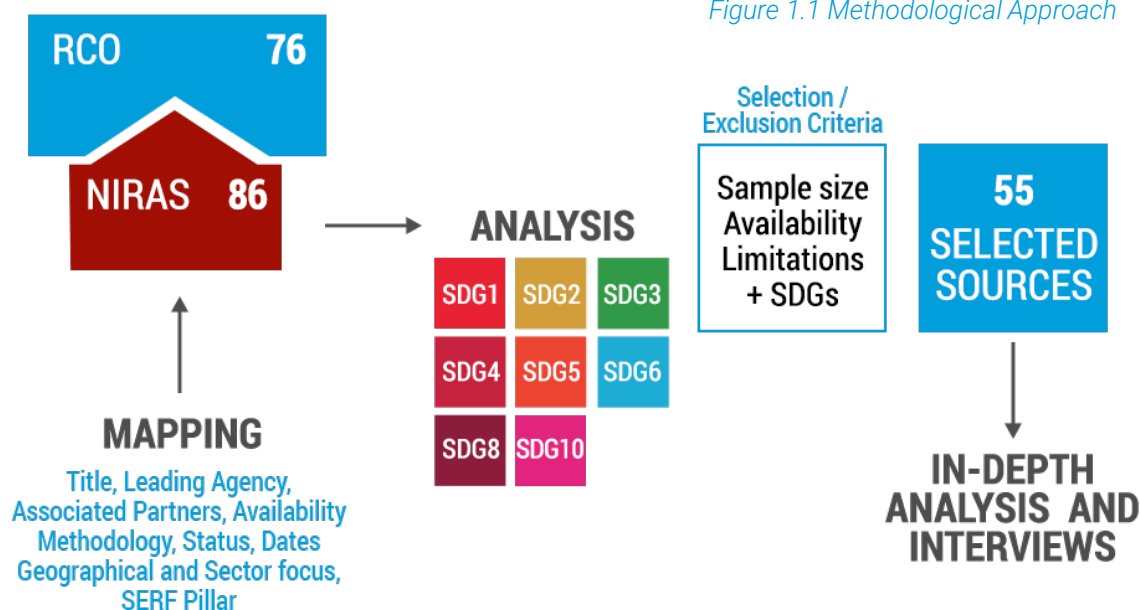 Figure 1.1 Methodological Approach
RCO 76
NIRAS 86
MAPPING
Title, Leading Agency,
Associated Partners, Availability
Methodology, Status, Dates
Geographical and Sector focus,
SERF Pillar
ANALYSIS
SDG1 SDG2 SDG3
SDG4 SDG5 SDG6
SDG8 SDG10
Selection /
Exclusion Criteria
Sample size
Availability
Limitations
+ SDGs
55
SELECTED
SOURCES
IN-DEPTH
ANALYSIS AND
INTERVIEWS